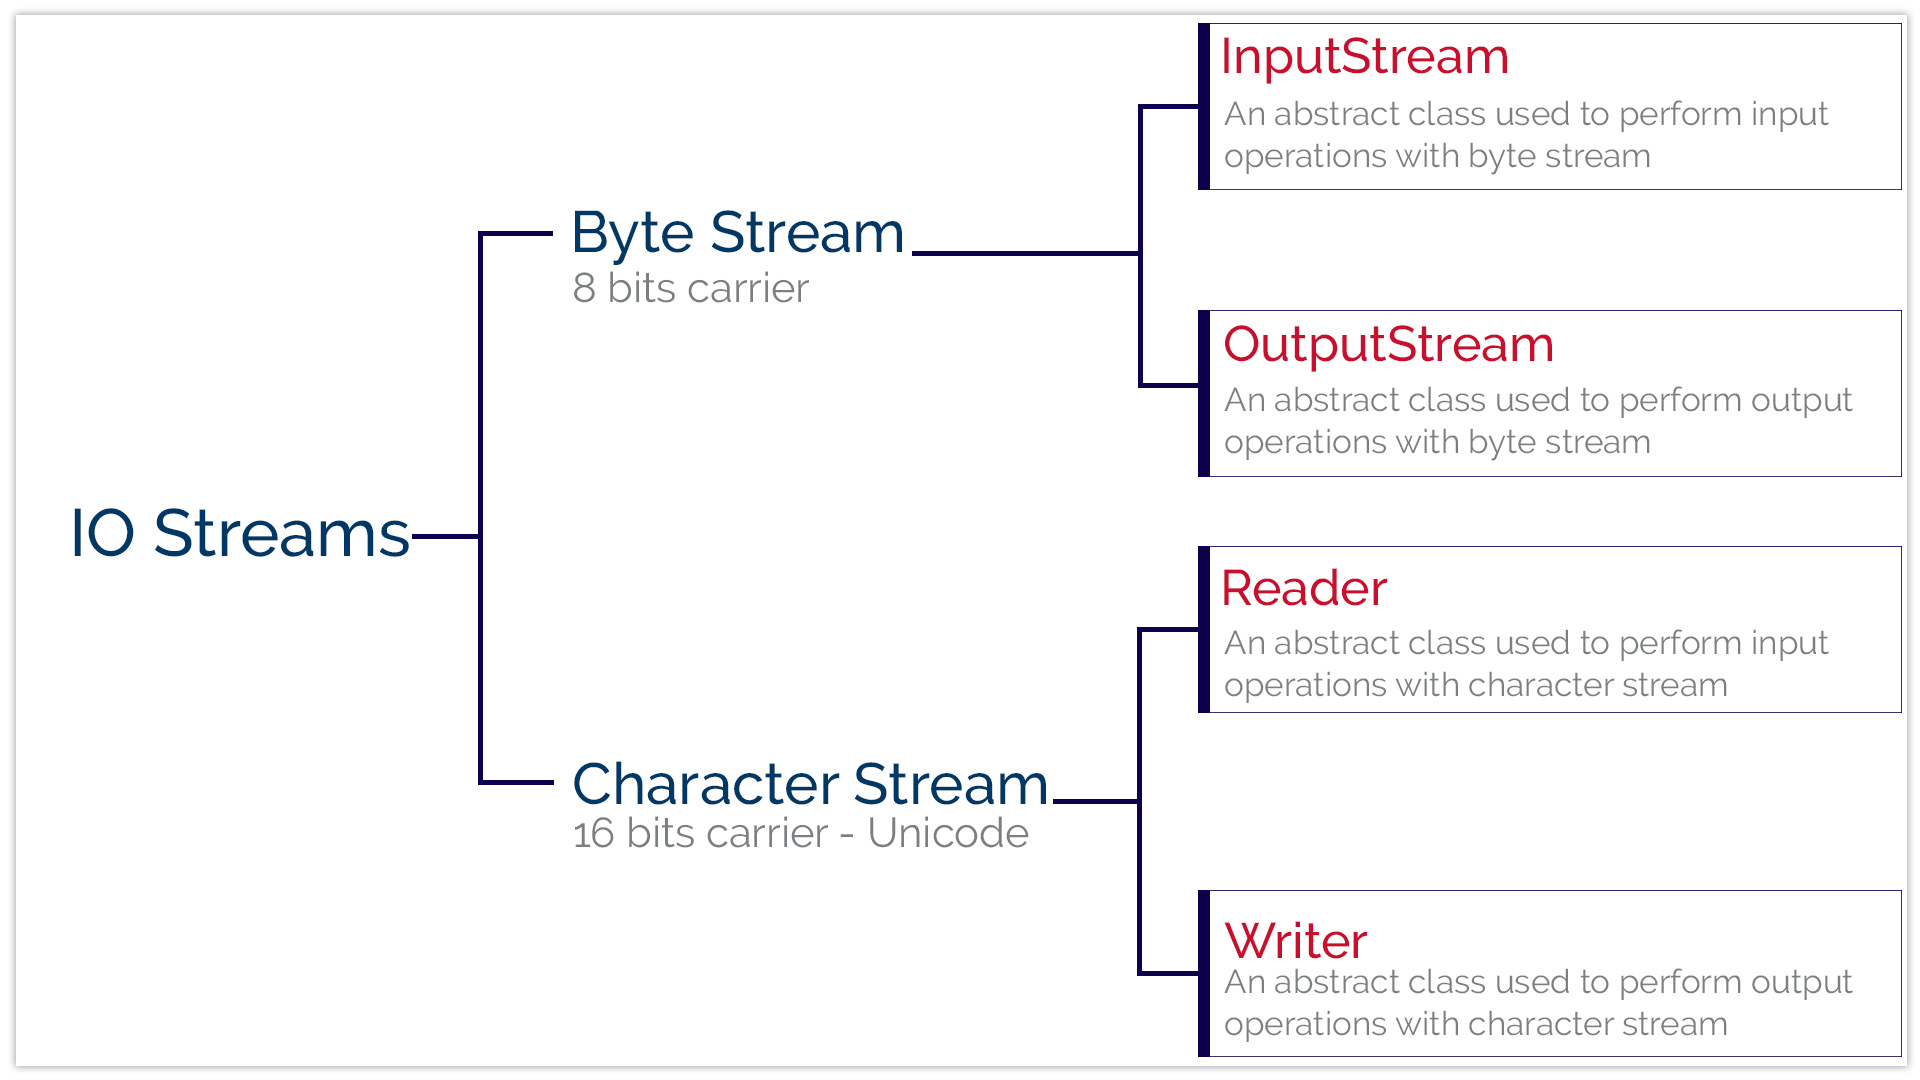 IO Streams
Byte Stream
8 bits carrier
InputStream
An abstract class used to perform input
operations with byte stream
OutputStream
An abstract class used to perform output
operations with byte stream
Character Stream
16 bits carrier - Unicode
Reader
An abstract class used to perform input
operations with character stream
Writer
An abstract class used to perform output
operations with character stream